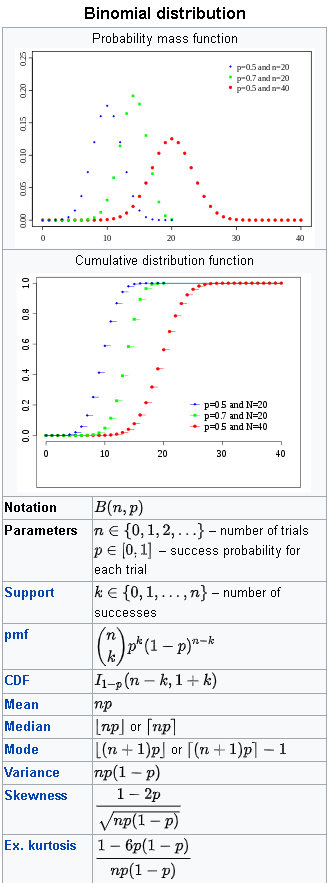 Binomial distribution
Probability mass function
p=0.5 and n=20
p=0.7 and n=20
p=0.5 and n=40
0.25
0.20
0.15
0.10
0.05
0.00
0 10 20 30 40
Cumulative distribution function
1.0
0.8
0.6
0.4
0.2
0.0
p=0.5 and N=20
p=0.7 and N=20
p=0.5 and N=40
0 10 20 30 40
Notation B(n, p)
Parameters n ∈ {0, 1, 2, …} – number of trials
p ∈ [0, 1] – success probability for
each trial
Support k ∈ {0, 1, …, n} – number of
successes
pmf \binom{n}{k} p^k (1 − p)^{n−k}
CDF I_{1−p}(n − k, 1 + k)
Mean np
Median ⌊np⌋ or ⌈np⌉
Mode ⌊(n + 1)p⌋ or ⌈(n + 1)p⌉ − 1
Variance np(1 − p)
Skewness \frac{1 − 2p}{\sqrt{np(1 − p)}}
Ex. kurtosis \frac{1 − 6p(1 − p)}{np(1 − p)}